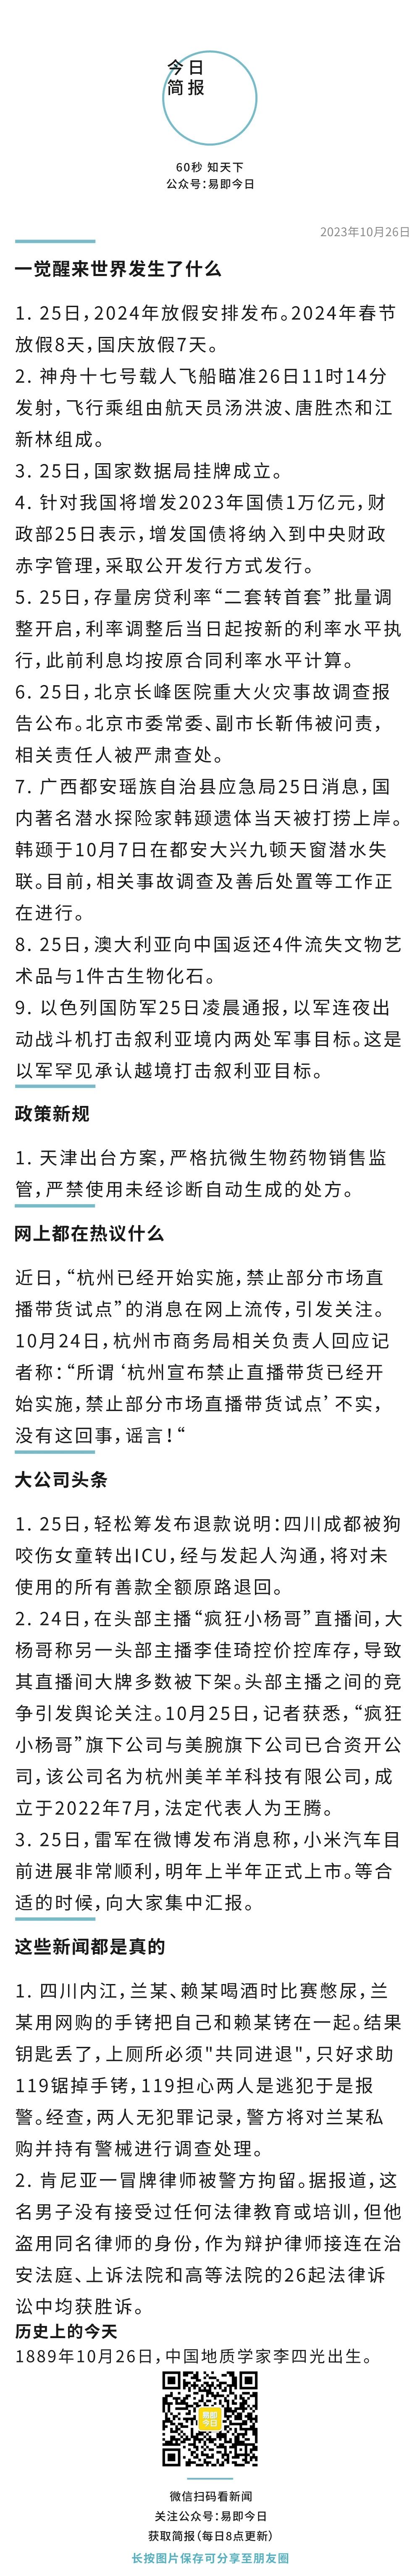 今日
简报
60秒 知天下
公众号：易即今日
2023年10月26日
一觉醒来世界发生了什么
1. 25日，2024年放假安排发布。2024年春节
放假8天，国庆放假7天。
2. 神舟十七号载人飞船瞄准26日11时14分
发射，飞行乘组由航天员汤洪波、唐胜杰和江
新林组成。
3. 25日，国家数据局挂牌成立。
4. 针对我国将增发2023年国债1万亿元，财
政部25日表示，增发国债将纳入到中央财政
赤字管理，采取公开发行方式发行。
5. 25日，存量房贷利率“二套转首套”批量调
整开启，利率调整后当日起按新的利率水平执
行，此前利息均按原合同利率水平计算。
6. 25日，北京长峰医院重大火灾事故调查报
告公布。北京市委常委、副市长靳伟被问责，
相关责任人被严肃查处。
7. 广西都安瑶族自治县应急局25日消息，国
内著名潜水探险家韩颋遗体当天被打捞上岸。
韩颋于10月7日在都安大兴九顿天窗潜水失
联。目前，相关事故调查及善后处置等工作正
在进行。
8. 25日，澳大利亚向中国返还4件流失文物艺
术品与1件古生物化石。
9. 以色列国防军25日凌晨通报，以军连夜出
动战斗机打击叙利亚境内两处军事目标。这是
以军罕见承认越境打击叙利亚目标。
政策新规
1. 天津出台方案，严格抗微生物药物销售监
管，严禁使用未经诊断自动生成的处方。
网上都在热议什么
近日，“杭州已经开始实施，禁止部分市场直
播带货试点”的消息在网上流传，引发关注。
10月24日，杭州市商务局相关负责人回应记
者称：“所谓‘杭州宣布禁止直播带货已经开
始实施，禁止部分市场直播带货试点’不实，
没有这回事，谣言！“
大公司头条
1. 25日，轻松筹发布退款说明：四川成都被狗
咬伤女童转出ICU，经与发起人沟通，将对未
使用的所有善款全额原路退回。
2. 24日，在头部主播“疯狂小杨哥”直播间，大
杨哥称另一头部主播李佳琦控价控库存，导致
其直播间大牌多数被下架。头部主播之间的竞
争引发舆论关注。10月25日，记者获悉，“疯狂
小杨哥”旗下公司与美腕旗下公司已合资开公
司，该公司名为杭州美羊羊科技有限公司，成
立于2022年7月，法定代表人为王腾。
3. 25日，雷军在微博发布消息称，小米汽车目
前进展非常顺利，明年上半年正式上市。等合
适的时候，向大家集中汇报。
这些新闻都是真的
1. 四川内江，兰某、赖某喝酒时比赛憋尿，兰
某用网购的手铐把自己和赖某铐在一起。结果
钥匙丢了，上厕所必须"共同进退"，只好求助
119锯掉手铐，119担心两人是逃犯于是报
警。经查，两人无犯罪记录，警方将对兰某私
购并持有警械进行调查处理。
2. 肯尼亚一冒牌律师被警方拘留。据报道，这
名男子没有接受过任何法律教育或培训，但他
盗用同名律师的身份，作为辩护律师接连在治
安法庭、上诉法院和高等法院的26起法律诉
讼中均获胜诉。
历史上的今天
1889年10月26日，中国地质学家李四光出生。
易即
今日
微信扫码看新闻
关注公众号：易即今日
获取简报（每日8点更新）
长按图片保存可分享至朋友圈